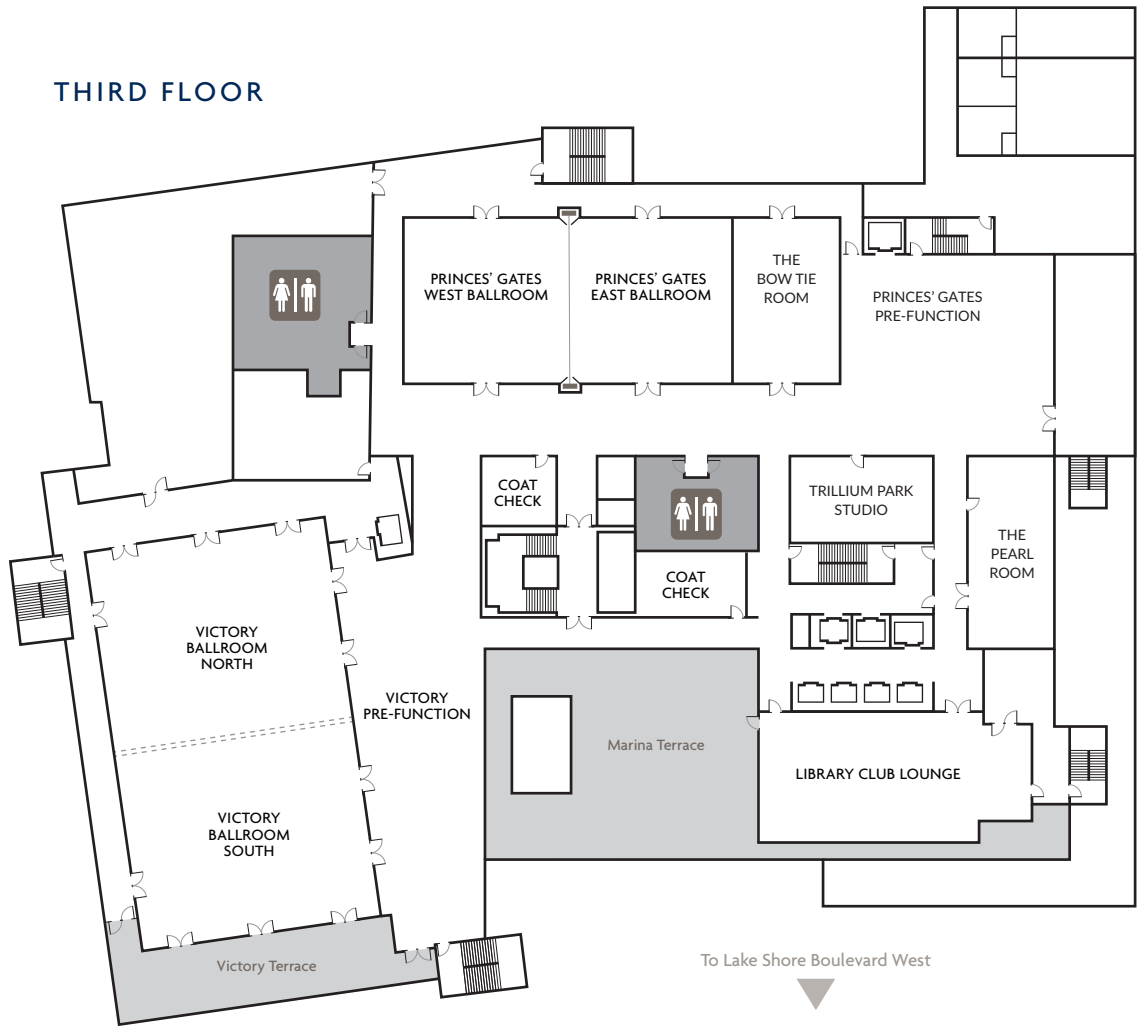 THIRD FLOOR
PRINCES’ GATES
WEST BALLROOM
PRINCES’ GATES
EAST BALLROOM
THE
BOW TIE
ROOM
PRINCES’ GATES
PRE-FUNCTION
COAT
CHECK
TRILLIUM PARK
STUDIO
THE
PEARL
ROOM
COAT
CHECK
VICTORY
BALLROOM
NORTH
VICTORY
PRE-FUNCTION
Marina Terrace
LIBRARY CLUB LOUNGE
VICTORY
BALLROOM
SOUTH
Victory Terrace
To Lake Shore Boulevard West